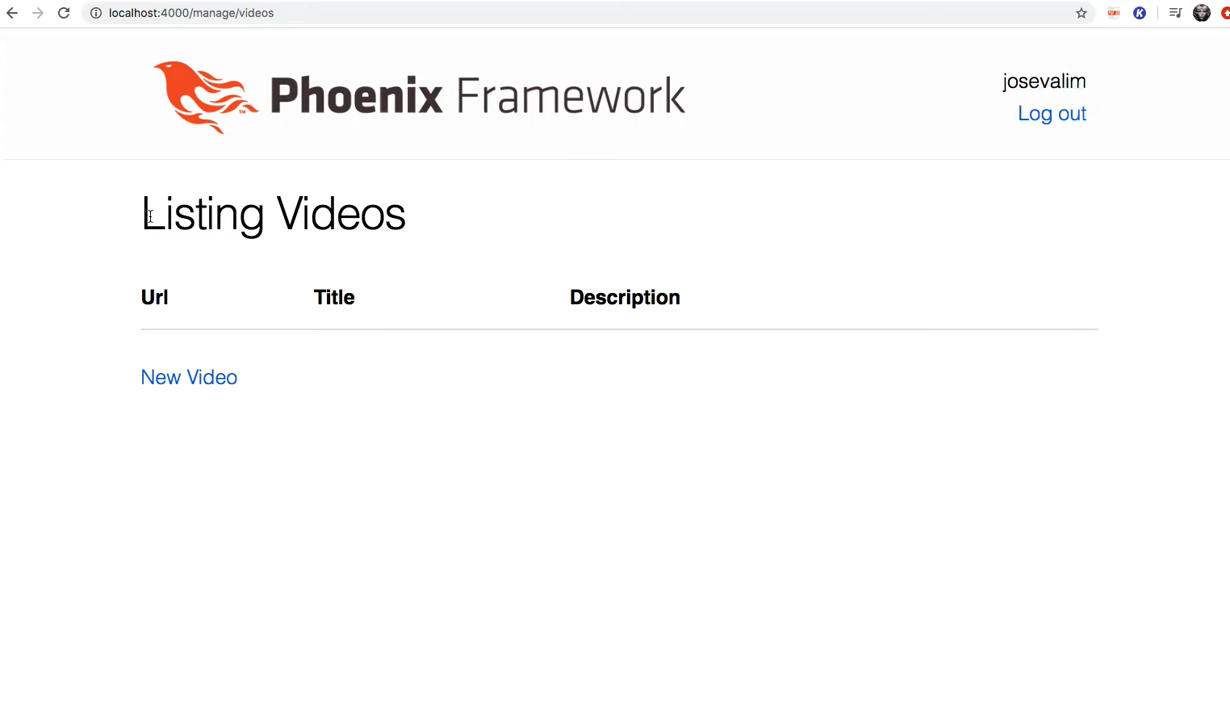 localhost:4000/manage/videos
Phoenix Framework
josevalim
Log out
Listing Videos
Url Title Description
New Video